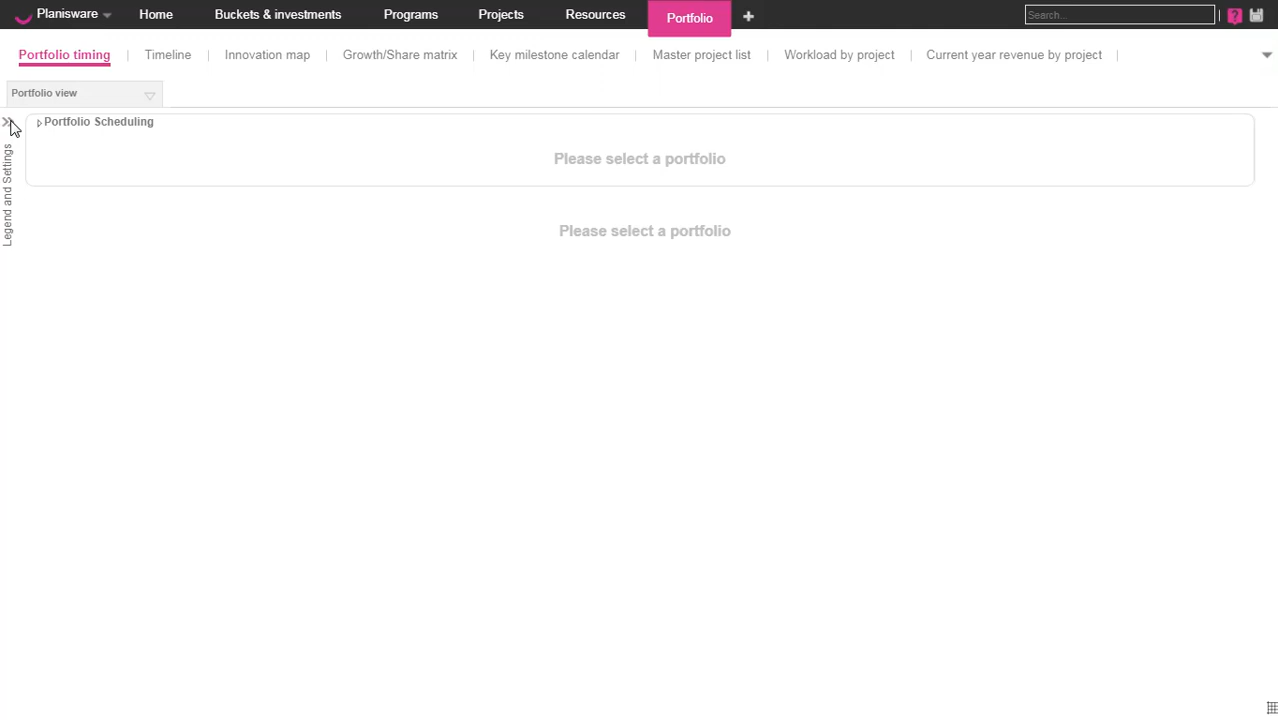 Planisware Home Buckets & investments Programs Projects Resources Portfolio Search... ?
Portfolio timing Timeline Innovation map Growth/Share matrix Key milestone calendar Master project list Workload by project Current year revenue by project
Portfolio view
Portfolio Scheduling
Please select a portfolio
Legend and Settings
Please select a portfolio